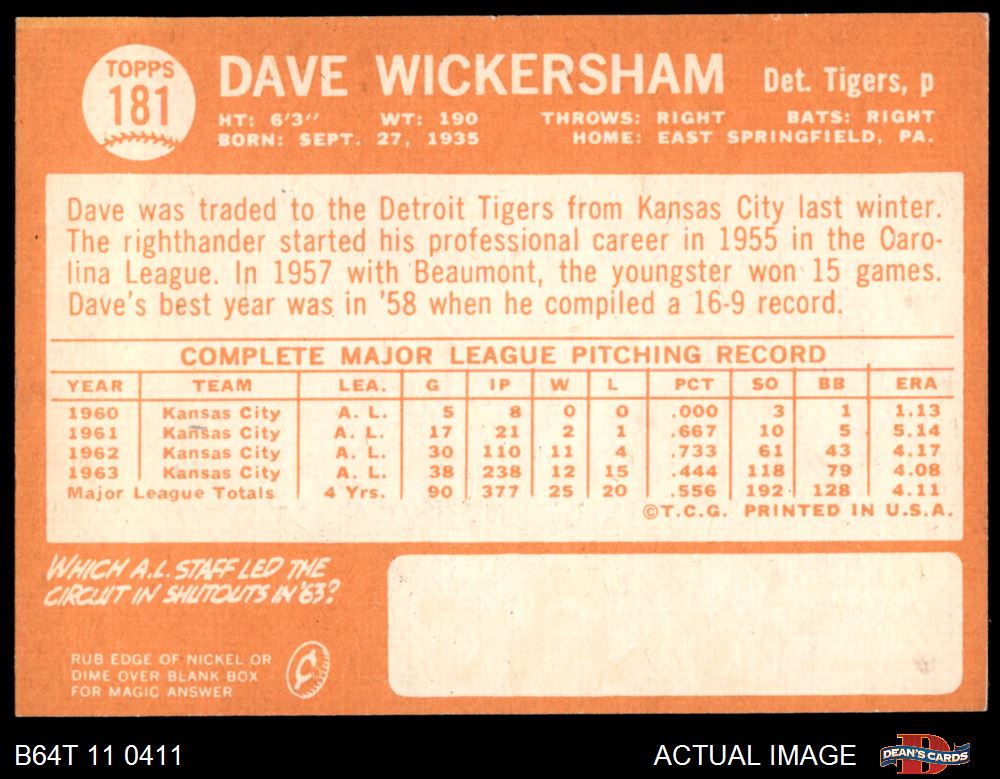 TOPPS
181
DAVE WICKERSHAM Det. Tigers, p
HT: 6'3" WT: 190 THROWS: RIGHT BATS: RIGHT
BORN: SEPT. 27, 1935 HOME: EAST SPRINGFIELD, PA.
Dave was traded to the Detroit Tigers from Kansas City last winter.
The righthander started his professional career in 1955 in the Caro-
lina League. In 1957 with Beaumont, the youngster won 15 games.
Dave's best year was in '58 when he compiled a 16-9 record.
COMPLETE MAJOR LEAGUE PITCHING RECORD
YEAR TEAM LEA. G IP W L PCT SO BB ERA
1960 Kansas City A. L. 5 8 0 0 .000 3 1 1.13
1961 Kansas City A. L. 17 21 2 1 .667 10 5 5.14
1962 Kansas City A. L. 30 110 11 4 .733 61 43 4.17
1963 Kansas City A. L. 38 238 12 15 .444 118 79 4.08
Major League Totals 4 Yrs. 90 377 25 20 .556 192 128 4.11
©T.C.G. PRINTED IN U.S.A.
WHICH A.L. STAFF LED THE
CIRCUIT IN SHUTOUTS IN '63?
RUB EDGE OF NICKEL OR
DIME OVER BLANK BOX
FOR MAGIC ANSWER
B64T 11 0411 ACTUAL IMAGE DEAN'S CARDS